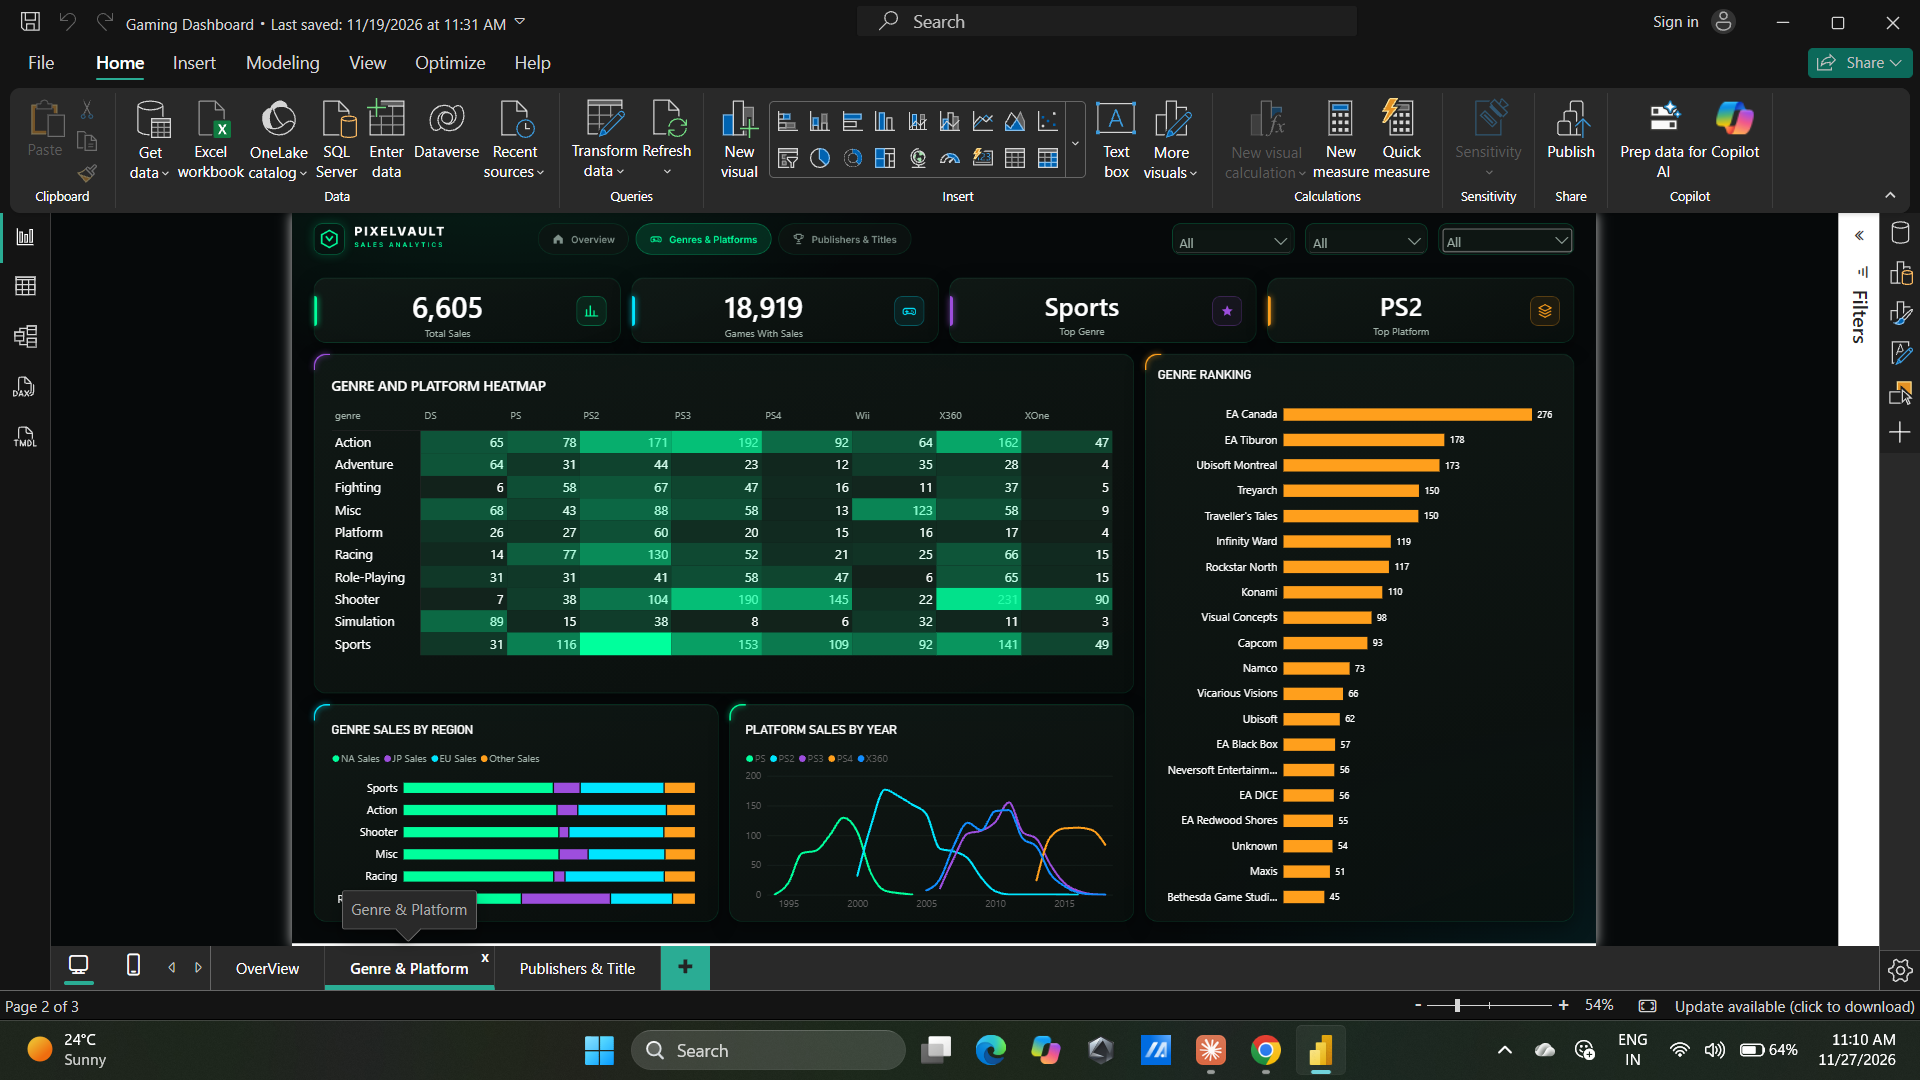 Gaming Dashboard • Last saved: 11/19/2026 at 11:31 AM
Search
Sign in
File Home Insert Modeling View Optimize Help
Share
Paste
Clipboard
Get data
Excel workbook
OneLake catalog
SQL Server
Enter data
Dataverse
Recent sources
Data
Transform data
Refresh
Queries
New visual
Text box
More visuals
Insert
New visual calculation
New measure
Quick measure
Calculations
Sensitivity
Sensitivity
Publish
Share
Prep data for AI
Copilot
Copilot
DAX
TMDL
PIXELVAULT
SALES ANALYTICS
Overview
Genres & Platforms
Publishers & Titles
All
All
All
Filters
6,605
Total Sales
18,919
Games With Sales
Sports
Top Genre
PS2
Top Platform
GENRE AND PLATFORM HEATMAP
genre DS PS PS2 PS3 PS4 Wii X360 XOne
Action 65 78 171 192 92 64 162 47
Adventure 64 31 44 23 12 35 28 4
Fighting 6 58 67 47 16 11 37 5
Misc 68 43 88 58 13 123 58 9
Platform 26 27 60 20 15 16 17 4
Racing 14 77 130 52 21 25 66 15
Role-Playing 31 31 41 58 47 6 65 15
Shooter 7 38 104 190 145 22 231 90
Simulation 89 15 38 8 6 32 11 3
Sports 31 116 153 109 92 141 49
GENRE RANKING
EA Canada 276
EA Tiburon 178
Ubisoft Montreal 173
Treyarch 150
Traveller's Tales 150
Infinity Ward 119
Rockstar North 117
Konami 110
Visual Concepts 98
Capcom 93
Namco 73
Vicarious Visions 66
Ubisoft 62
EA Black Box 57
Neversoft Entertainm... 56
EA DICE 56
EA Redwood Shores 55
Unknown 54
Maxis 51
Bethesda Game Studi... 45
GENRE SALES BY REGION
NA Sales JP Sales EU Sales Other Sales
Sports
Action
Shooter
Misc
Racing
Genre & Platform
PLATFORM SALES BY YEAR
PS PS2 PS3 PS4 X360
200
150
100
50
0
1995 2000 2005 2010 2015
OverView
Genre & Platform
x
Publishers & Title
Page 2 of 3
- + 54%
Update available (click to download)
24°C
Sunny
Search
ENG
IN
64%
11:10 AM
11/27/2026